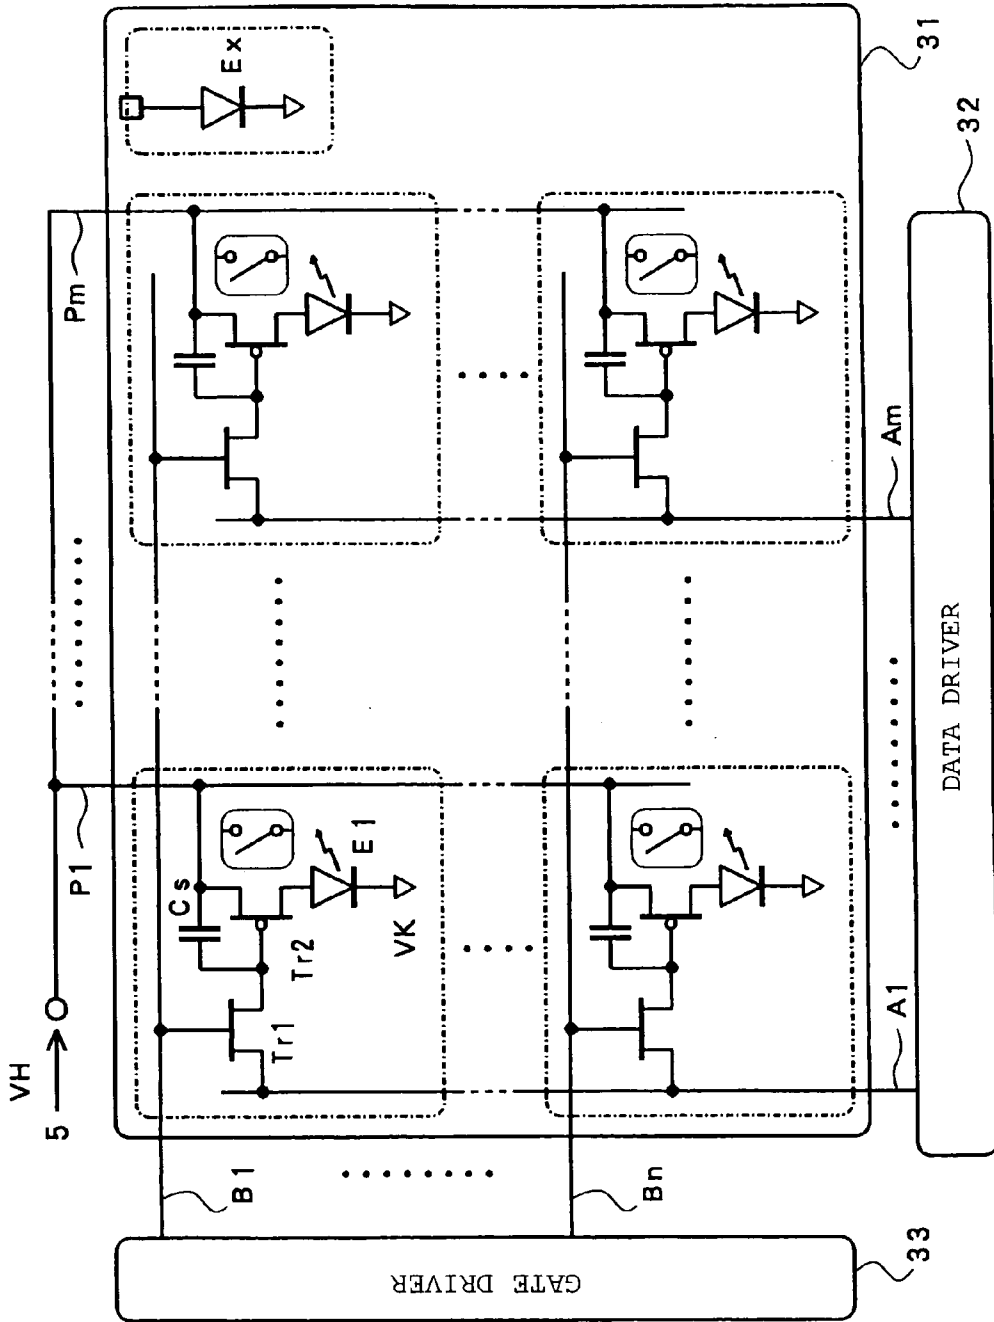 VH
5
P1
Pm
Ex
Cs
Tr2
Tr1
E1
VK
B1
Bn
A1
Am
31
32
33
GATE DRIVER
DATA DRIVER